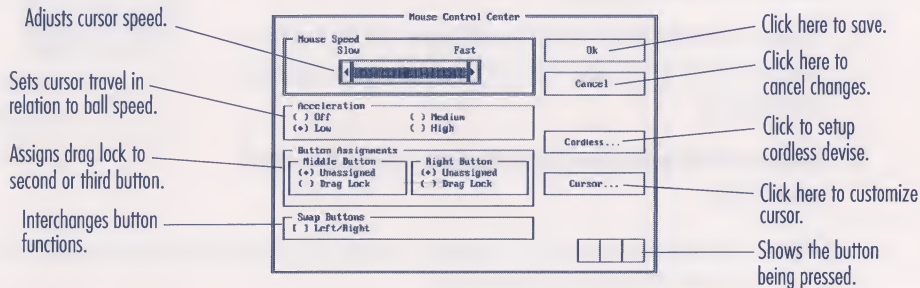 Adjusts cursor speed.
Sets cursor travel in
relation to ball speed.
Assigns drag lock to
second or third button.
Interchanges button
functions.
Mouse Control Center
Mouse Speed
Slow Fast
Acceleration
( ) Off ( ) Medium
(•) Low ( ) High
Button Assignments
Middle Button Right Button
(•) Unassigned (•) Unassigned
( ) Drag Lock ( ) Drag Lock
Swap Buttons
[ ] Left/Right
Ok
Cancel
Cordless...
Cursor...
Click here to save.
Click here to
cancel changes.
Click to setup
cordless devise.
Click here to customize
cursor.
Shows the button
being pressed.